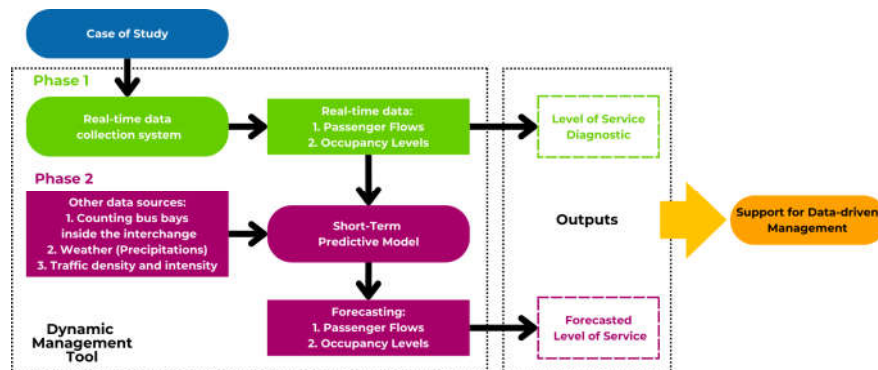 Case of Study
Phase 1
Real-time data
collection system
Real-time data:
1. Passenger Flows
2. Occupancy Levels
Level of Service
Diagnostic
Phase 2
Other data sources:
1. Counting bus bays
inside the interchange
2. Weather (Precipitations)
3. Traffic density and intensity
Short-Term
Predictive Model
Outputs
Support for Data-driven
Management
Forecasting:
1. Passenger Flows
2. Occupancy Levels
Forecasted
Level of Service
Dynamic
Management
Tool